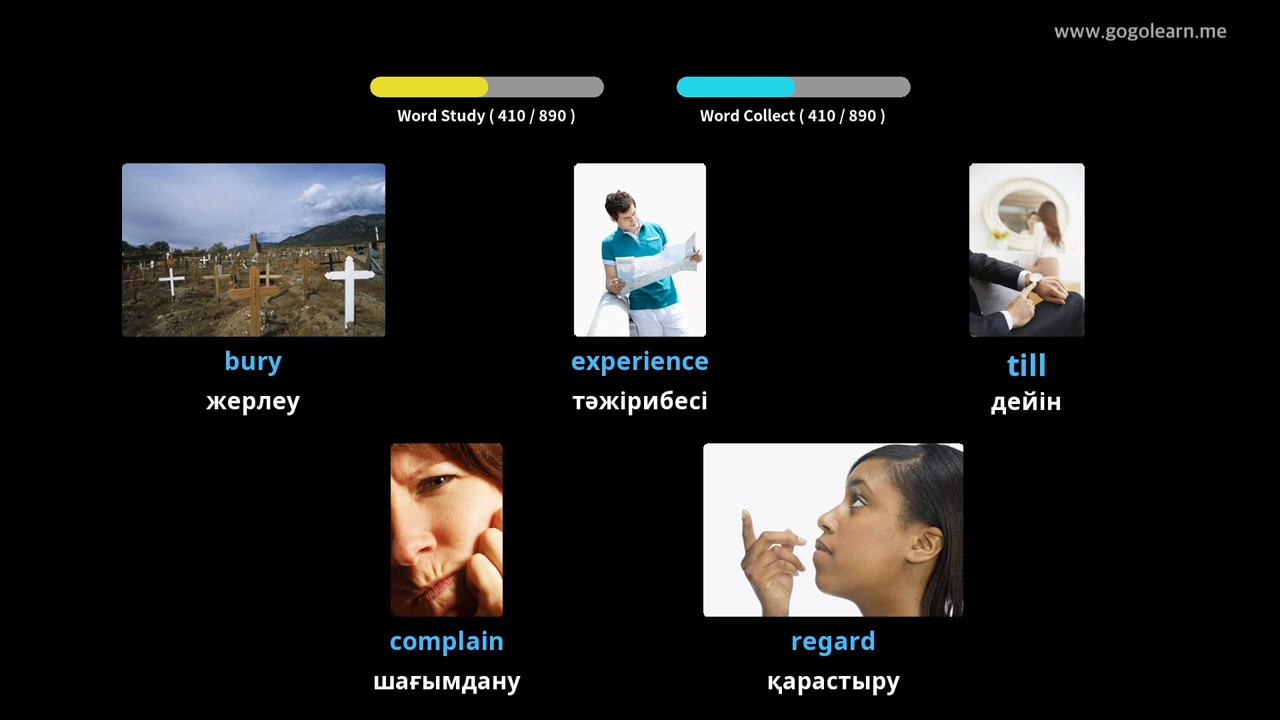 www.gogolearn.me
Word Study ( 410 / 890 )
Word Collect ( 410 / 890 )
bury
жерлеу
experience
тәжірибесі
till
дейін
complain
шағымдану
regard
қарастыру